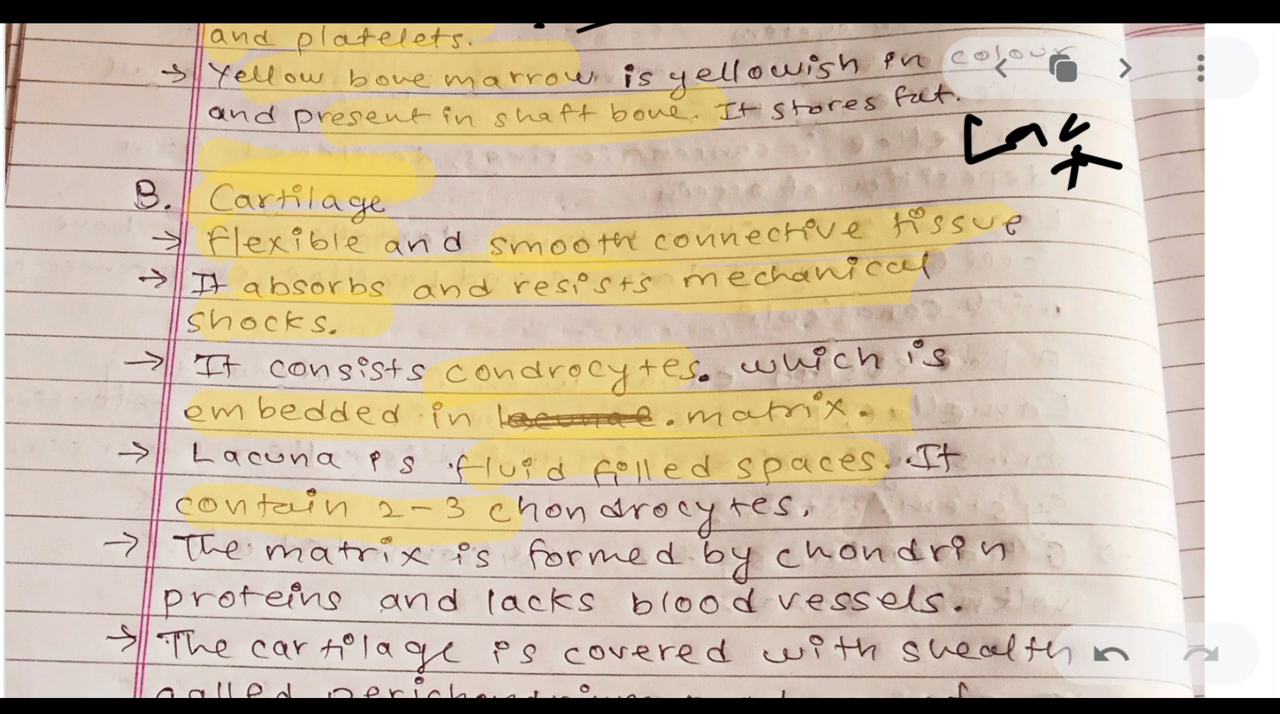 and platelets.
→ Yellow bone marrow is yellowish in colour
and present in shaft bone. It stores fat.
B. Cartilage
→ flexible and smooth connective tissue
→ It absorbs and resists mechanical
shocks.
→ It consists condrocytes. which is
embedded in matrix.
→ Lacuna is fluid filled spaces. It
contain 2-3 chondrocytes.
→ The matrix is formed by chondrin
proteins and lacks blood vessels.
→ The cartilage is covered with shealth
called perichondrium